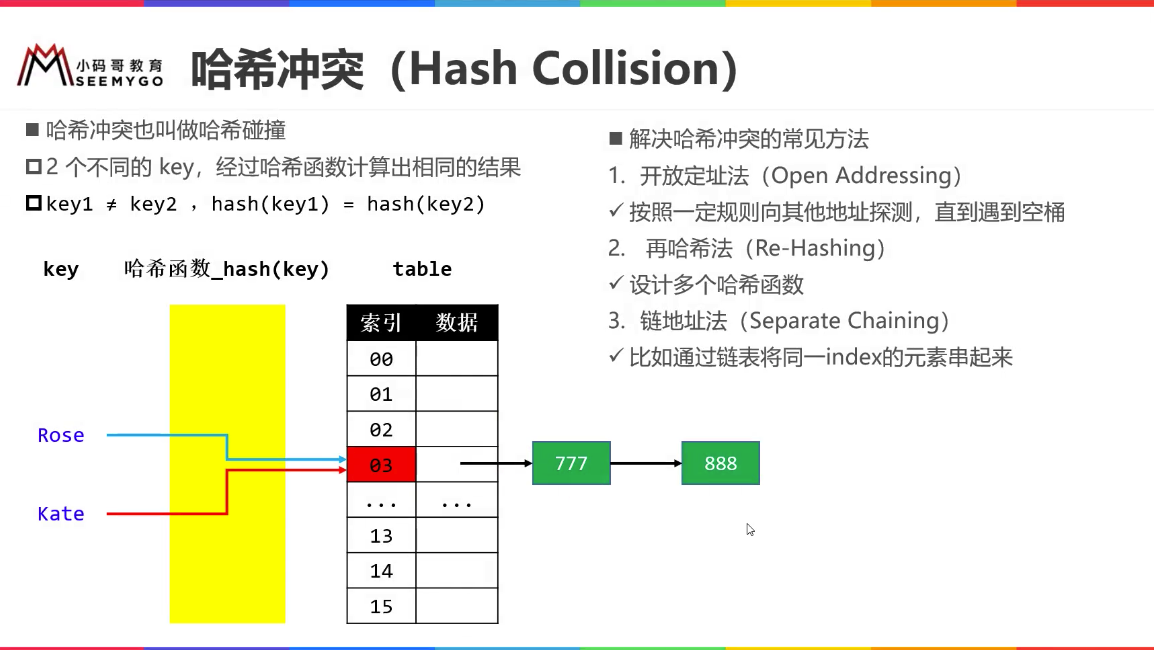 小码哥教育
SEEMYGO
哈希冲突（Hash Collision）
哈希冲突也叫做哈希碰撞
2 个不同的 key，经过哈希函数计算出相同的结果
key1 ≠ key2 ，hash(key1) = hash(key2)
解决哈希冲突的常见方法
1. 开放定址法（Open Addressing）
✓ 按照一定规则向其他地址探测，直到遇到空桶
2. 再哈希法（Re-Hashing）
✓ 设计多个哈希函数
3. 链地址法（Separate Chaining）
✓ 比如通过链表将同一index的元素串起来
key 哈希函数_hash(key) table
索引 数据
00
01
02
Rose
03 777 888
... ...
Kate
13
14
15